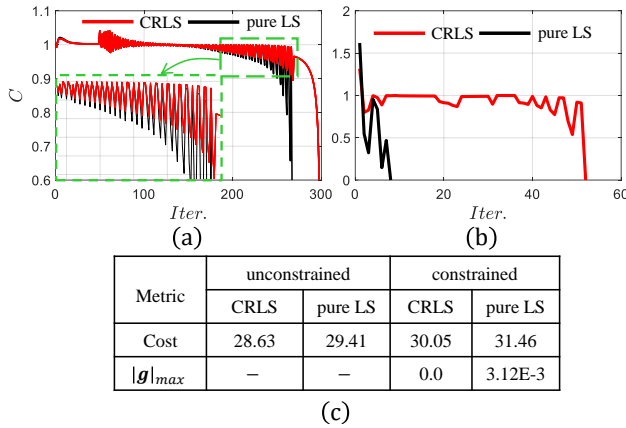 CRLS pure LS
C
1.1
1
0.9
0.8
0.7
0.6
0 100 200 300
Iter.
(a)
CRLS pure LS
2
1.5
1
0.5
0
0 20 40 60
Iter.
(b)
Metric unconstrained constrained
CRLS pure LS CRLS pure LS
Cost 28.63 29.41 30.05 31.46
|g|max – – 0.0 3.12E-3
(c)